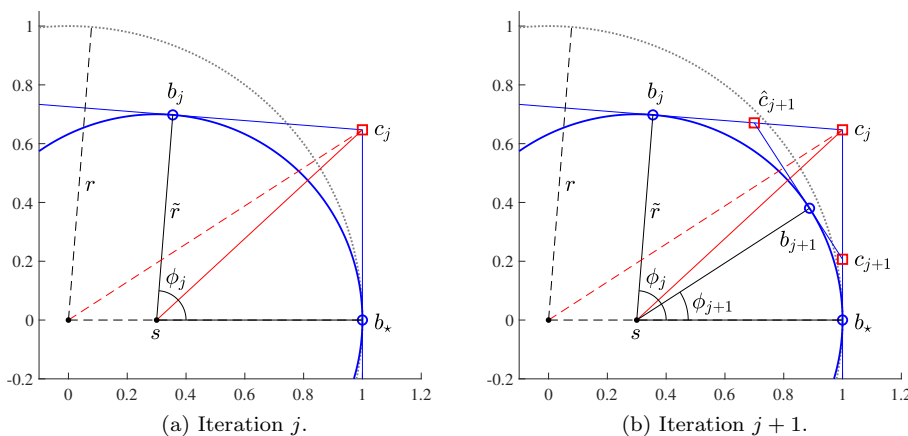 1
0.8
0.6
0.4
0.2
0
-0.2
0 0.2 0.4 0.6 0.8 1 1.2
b_j
c_j
r
r̃
ϕ_j
s
b_⋆
(a) Iteration j.
1
0.8
0.6
0.4
0.2
0
-0.2
0 0.2 0.4 0.6 0.8 1 1.2
b_j
ĉ_{j+1}
c_j
r
r̃
b_{j+1}
c_{j+1}
ϕ_j
ϕ_{j+1}
s
b_⋆
(b) Iteration j + 1.